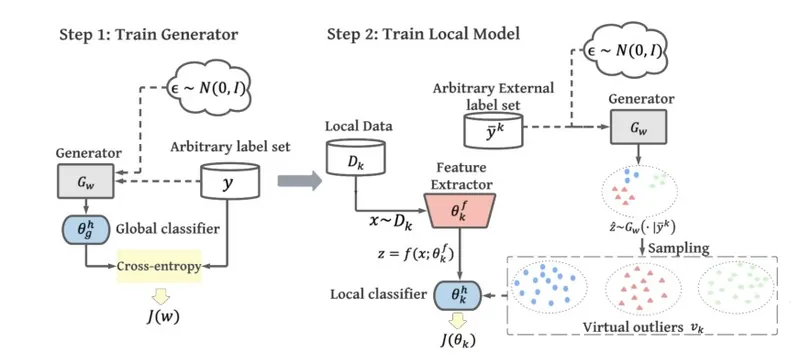 Step 1: Train Generator
ϵ ~ N(0, I)
Generator
Arbitrary label set
G_w
y
θ_g^h
Global classifier
Cross-entropy
J(w)
Step 2: Train Local Model
ϵ ~ N(0, I)
Arbitrary External
label set
Generator
Local Data
ȳ^k
G_w
D_k
Feature
Extractor
θ_k^f
x~D_k
ẑ~G_w(· |ȳ^k)
z = f(x; θ_k^f)
Sampling
Local classifier
θ_k^h
Virtual outliers v_k
J(θ_k)